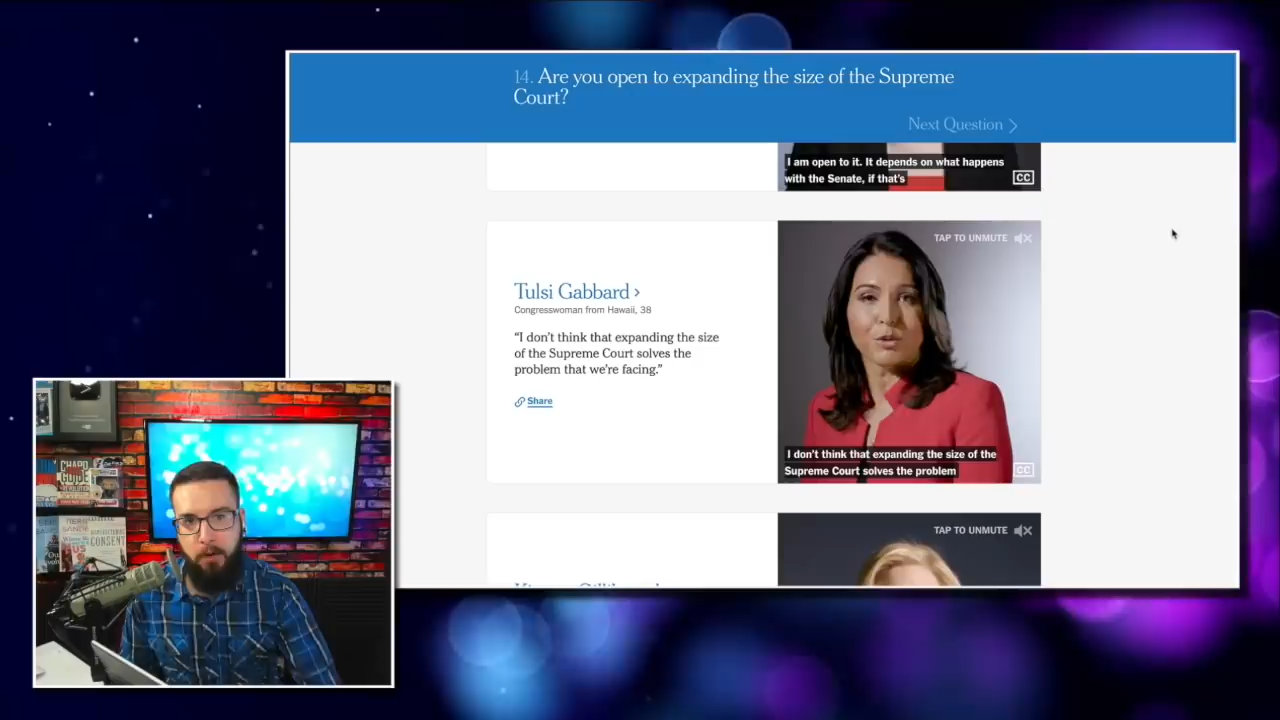 14. Are you open to expanding the size of the Supreme
Court?
Next Question
I am open to it. It depends on what happens
with the Senate, if that's
CC
TAP TO UNMUTE
Tulsi Gabbard
Congresswoman from Hawaii, 38
“I don’t think that expanding the size
of the Supreme Court solves the
problem that we’re facing.”
Share
I don't think that expanding the size of the
Supreme Court solves the problem
CC
TAP TO UNMUTE
CHAPO
GUIDE
CONSENT